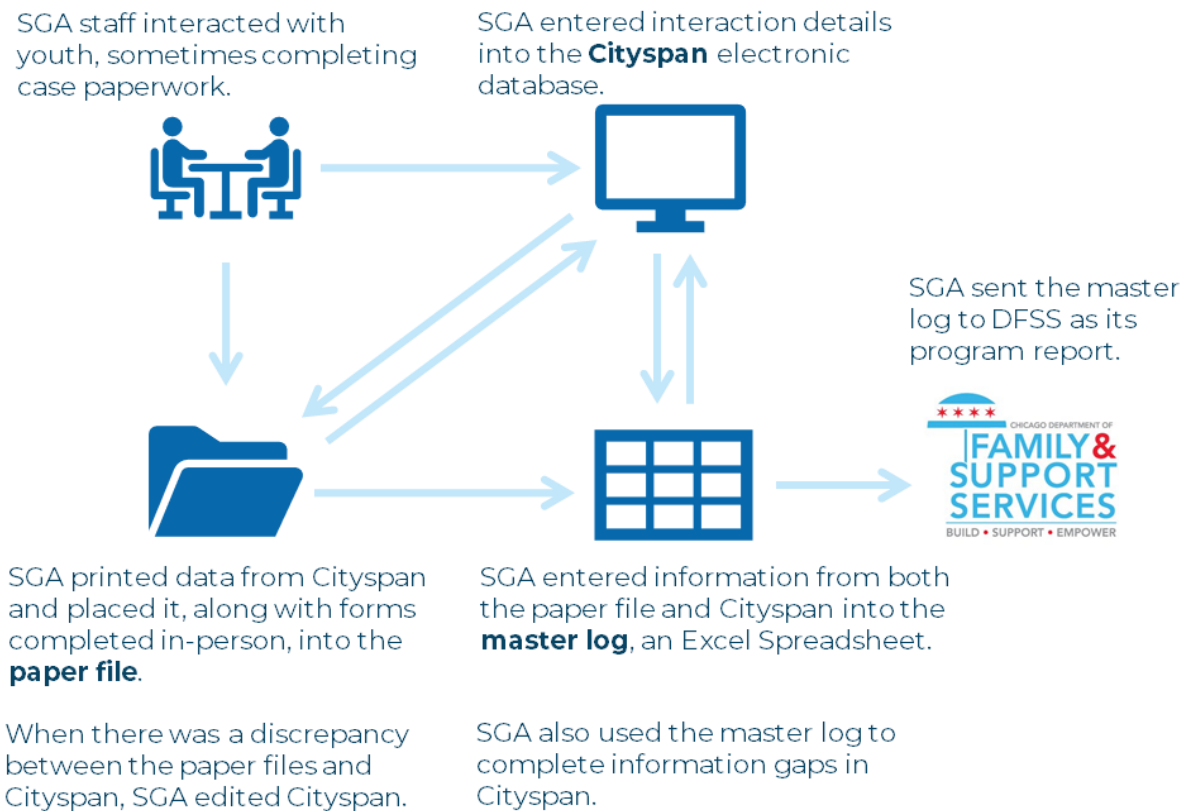 SGA staff interacted with
youth, sometimes completing
case paperwork.
SGA entered interaction details
into the Cityspan electronic
database.
SGA sent the master
log to DFSS as its
program report.
CHICAGO DEPARTMENT OF
FAMILY&
SUPPORT
SERVICES
BUILD • SUPPORT • EMPOWER
SGA printed data from Cityspan
and placed it, along with forms
completed in-person, into the
paper file.
SGA entered information from both
the paper file and Cityspan into the
master log, an Excel Spreadsheet.
When there was a discrepancy
between the paper files and
Cityspan, SGA edited Cityspan.
SGA also used the master log to
complete information gaps in
Cityspan.